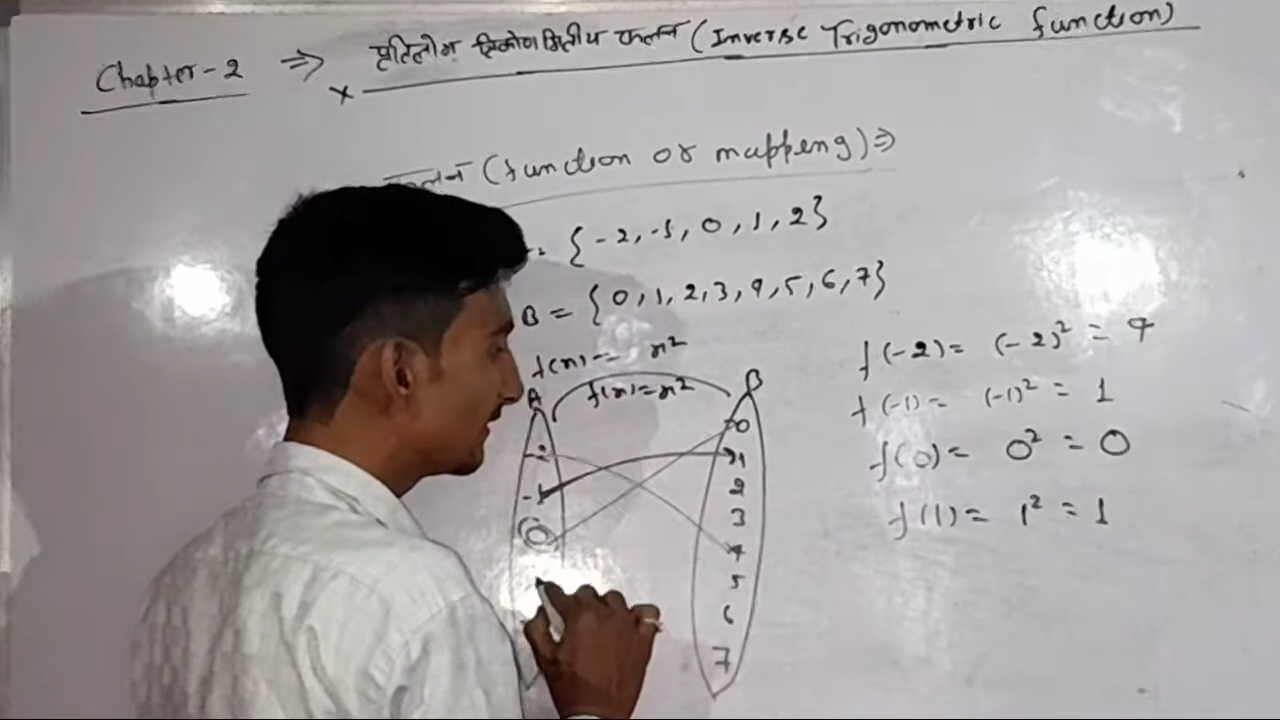 Chapter-2 ⇒ प्रतिलोम त्रिकोणमितीय फलन (Inverse Trigonometric function)
×
फलन (function or mapping) ⇒
= {-2, -1, 0, 1, 2}
B = {0, 1, 2, 3, 4, 5, 6, 7}
f(x) = x²
f(x) = x²
A
-2
-1
0
B
0
1
2
3
4
5
6
7
f(-2) = (-2)² = 4
f(-1) = (-1)² = 1
f(0) = 0² = 0
f(1) = 1² = 1